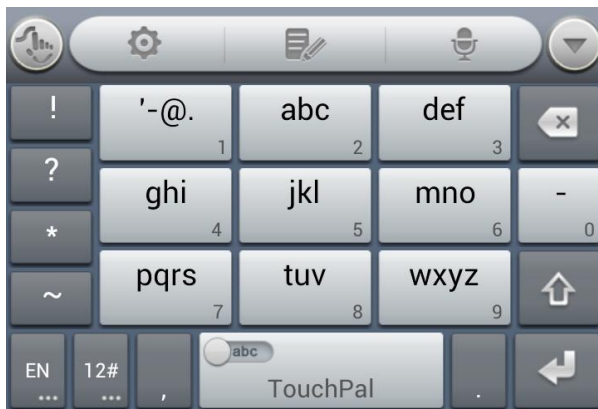 ! '-@. abc def
1 2 3
?
ghi jkl mno -
* 4 5 6 0
pqrs tuv wxyz
~ 7 8 9
EN 12# , abc .
... ... TouchPal